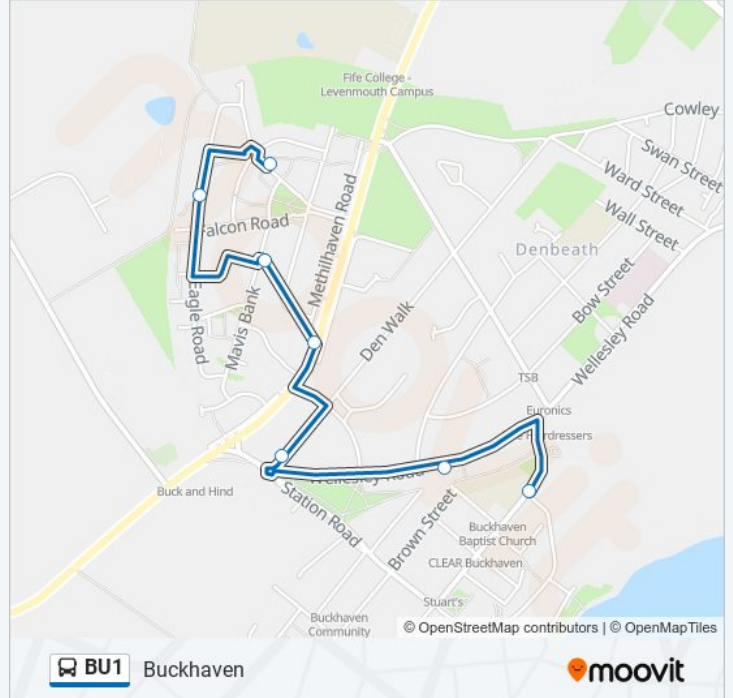 Fife College -
Levenmouth Campus
Cowley
Swan Street
Ward Street
Wall Street
Methilhaven Road
Falcon Road
Denbeath
Bow Street
Eagle Road
Mavis Bank
Den Walk
Wellesley Road
TSB
Euronics
Wellesley Road
Buck and Hind
Station Road
Brown Street
Buckhaven
Baptist Church
CLEAR Buckhaven
Stuart's
Buckhaven
Community
© OpenStreetMap contributors | © OpenMapTiles
BU1 Buckhaven
moovit